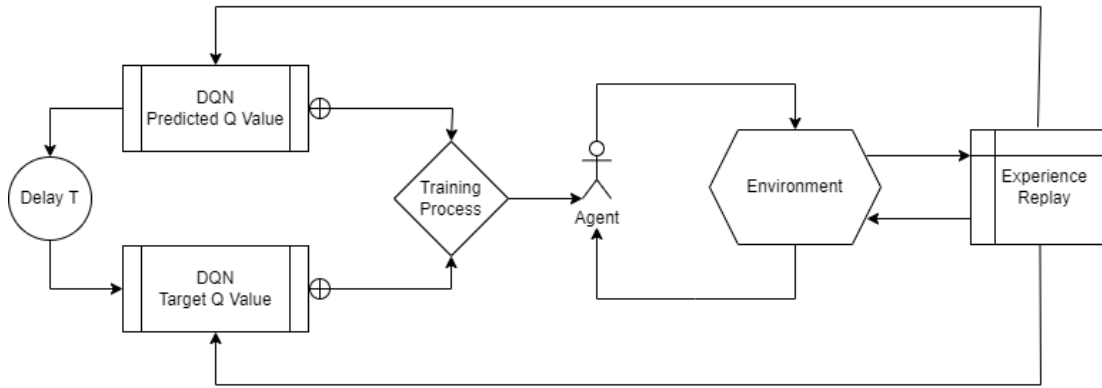 DQN
Predicted Q Value
Delay T
DQN
Target Q Value
Training
Process
Agent
Environment
Experience
Replay